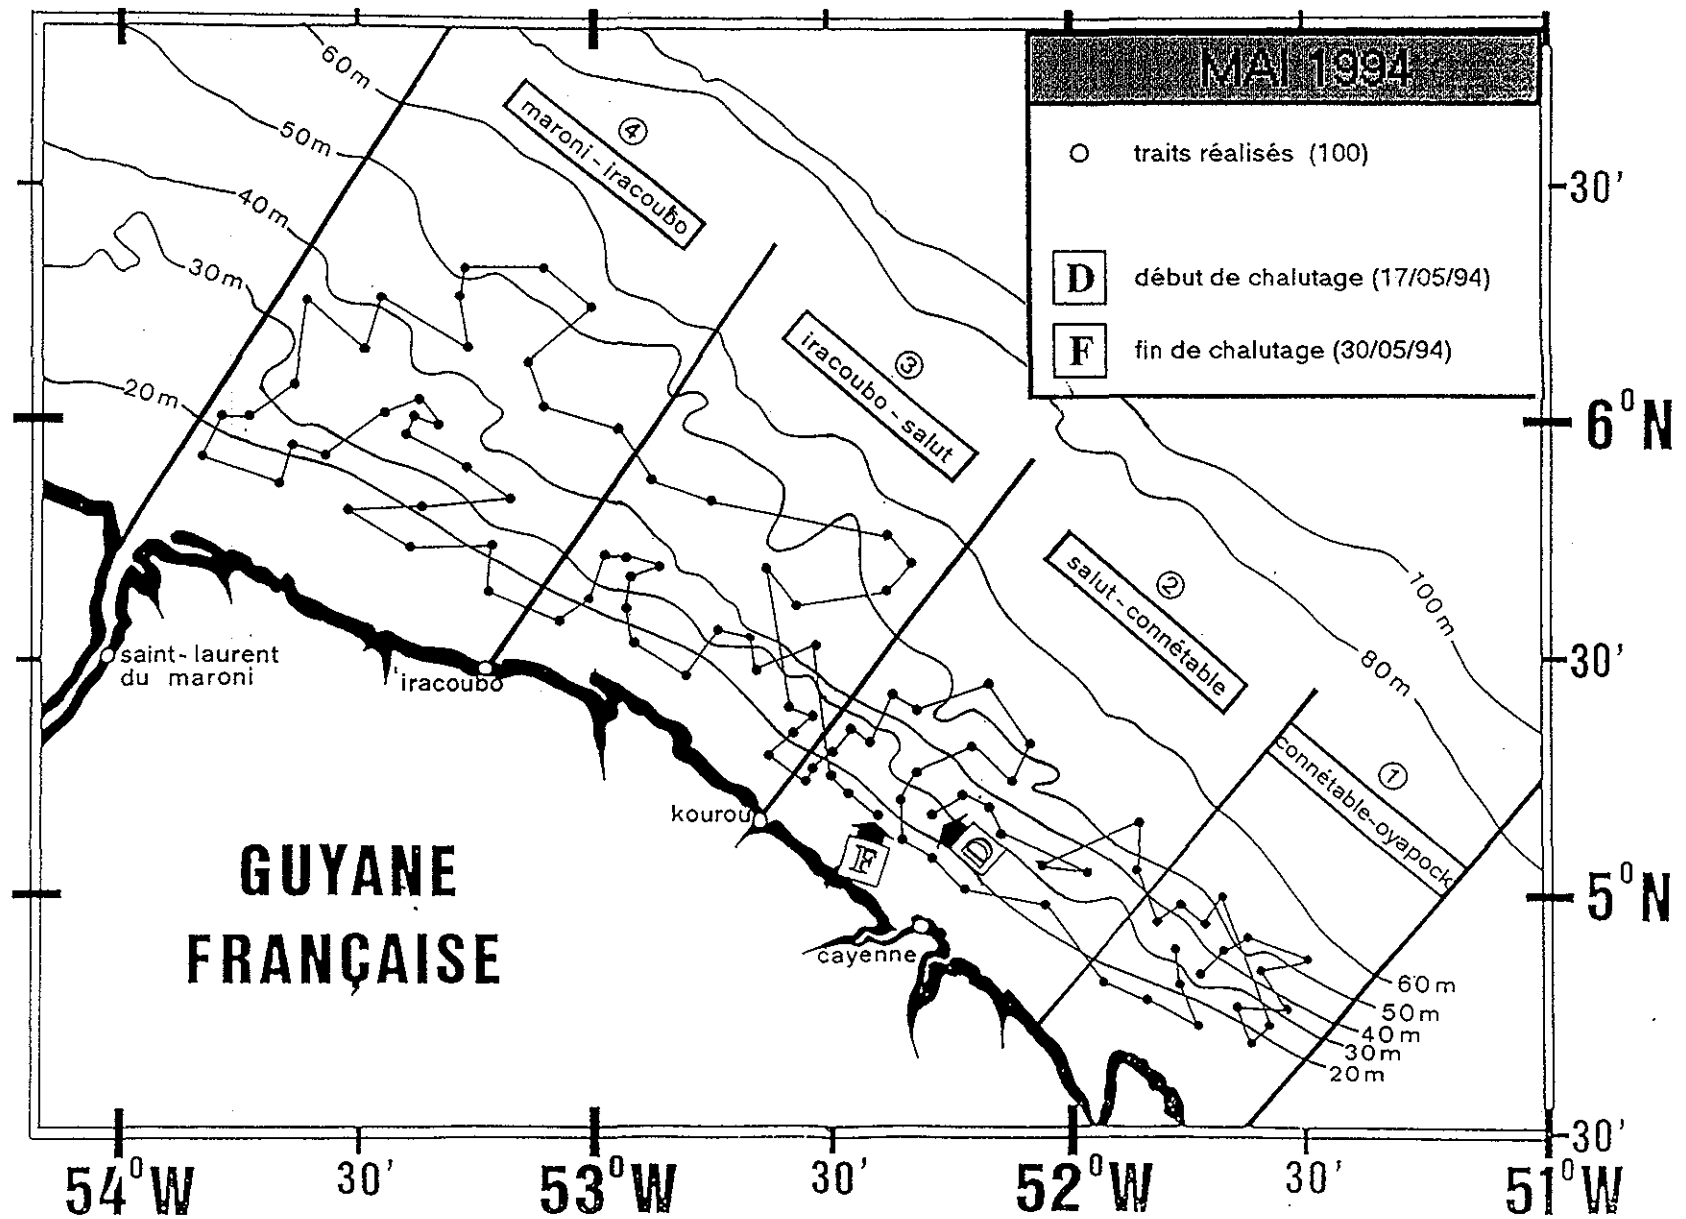 MAI 1994
traits réalisés (100)
D
début de chalutage (17/05/94)
F
fin de chalutage (30/05/94)
60m
50m
40m
30m
20m
④
maroni-iracoubo
③
iracoubo-salut
②
salut-connétable
①
connétable-oyapock
100m
80m
60m
50m
40m
30m
20m
saint-laurent
du maroni
iracoubo
kourou
cayenne
F
D
GUYANE
FRANÇAISE
30'
6°N
30'
5°N
30'
54°W
30'
53°W
30'
52°W
30'
51°W